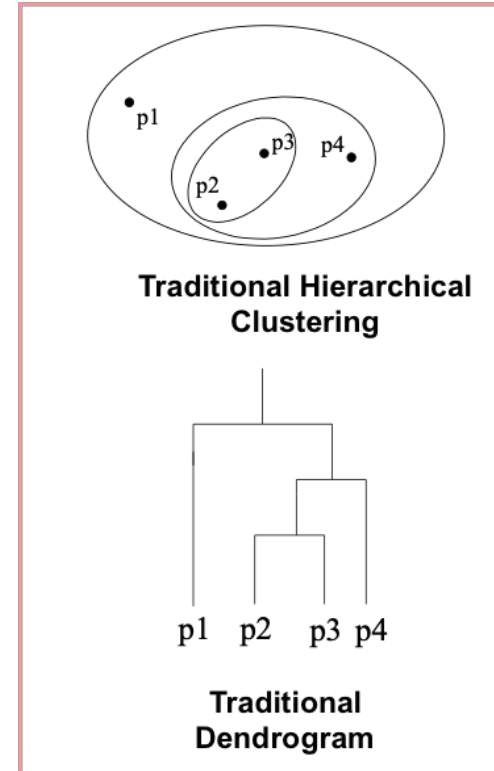 p1
p3
p4
p2
Traditional Hierarchical
Clustering
p1 p2 p3 p4
Traditional
Dendrogram